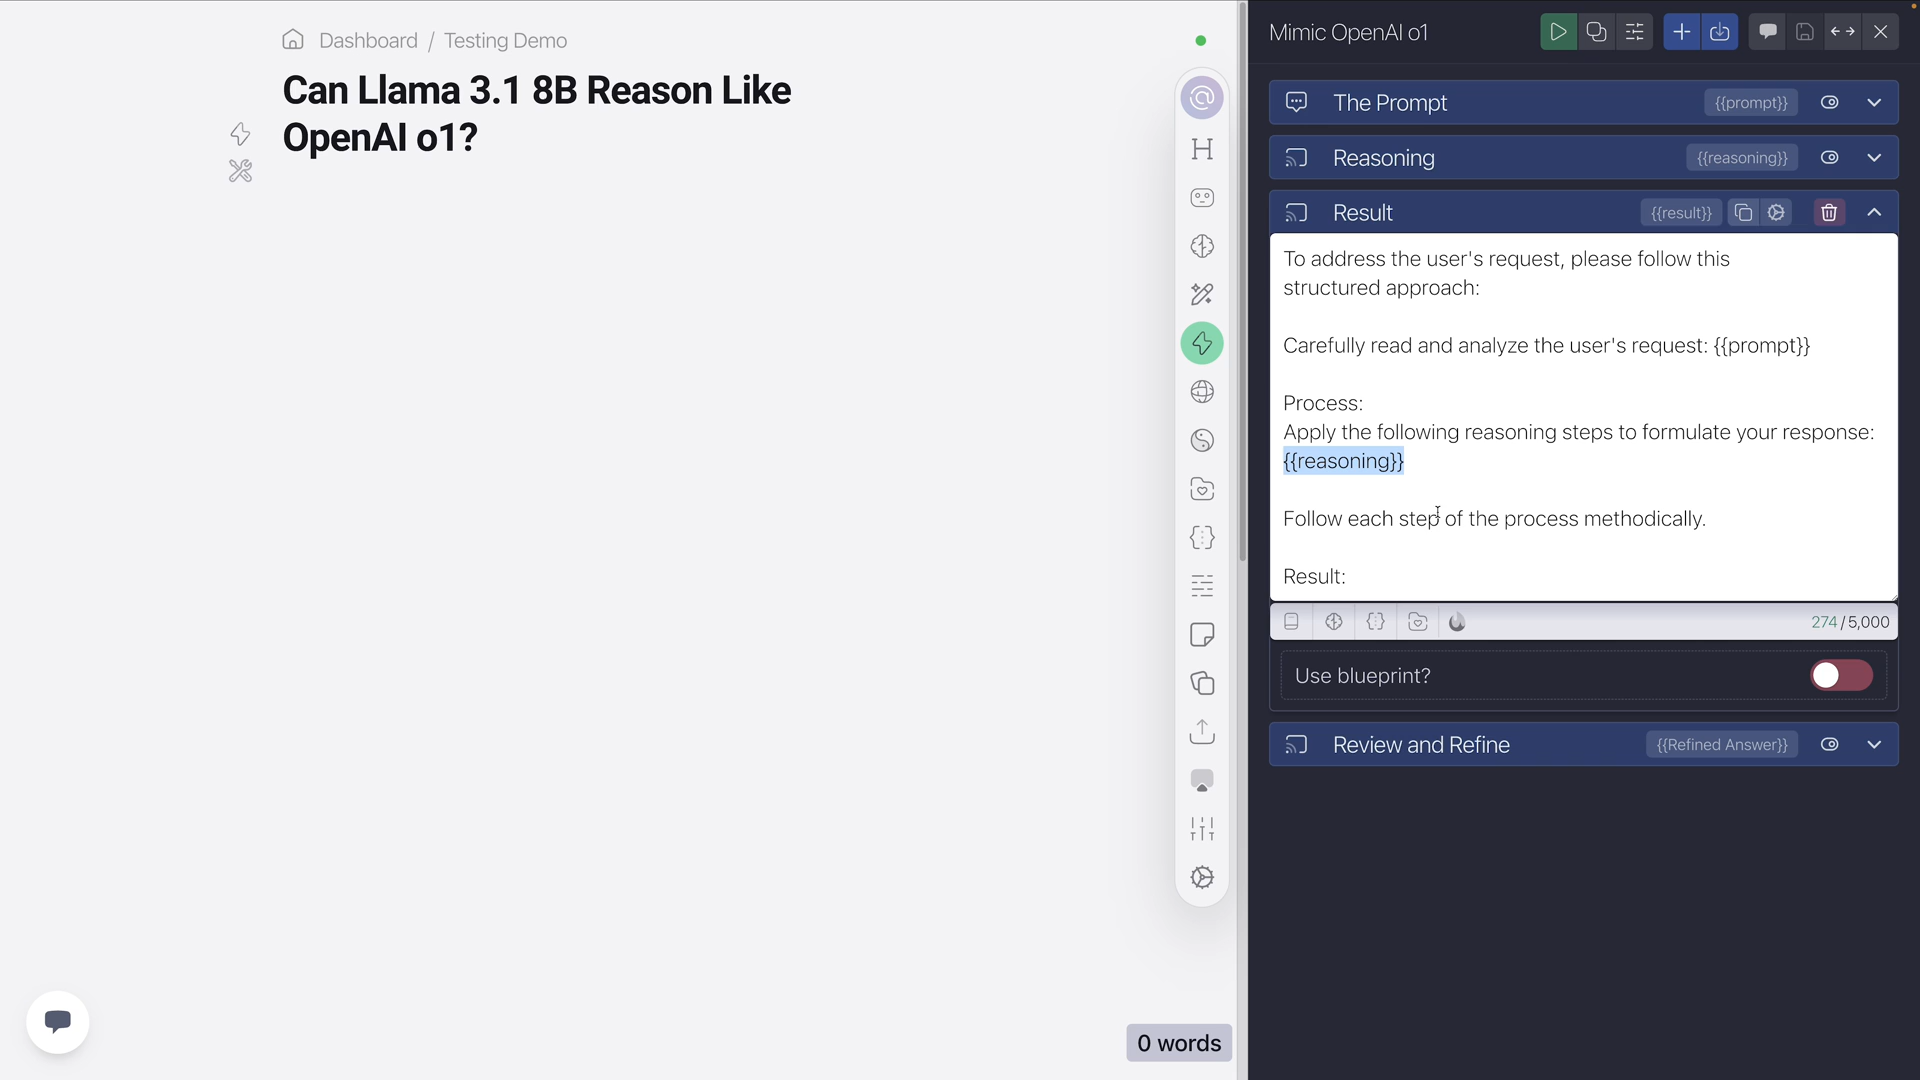 Dashboard / Testing Demo
Can Llama 3.1 8B Reason Like
OpenAI o1?
0 words
Mimic OpenAI o1
The Prompt {{prompt}}
Reasoning {{reasoning}}
Result {{result}}
To address the user's request, please follow this
structured approach:
Carefully read and analyze the user's request: {{prompt}}
Process:
Apply the following reasoning steps to formulate your response:
{{reasoning}}
Follow each step of the process methodically.
Result:
274 / 5,000
Use blueprint?
Review and Refine {{Refined Answer}}